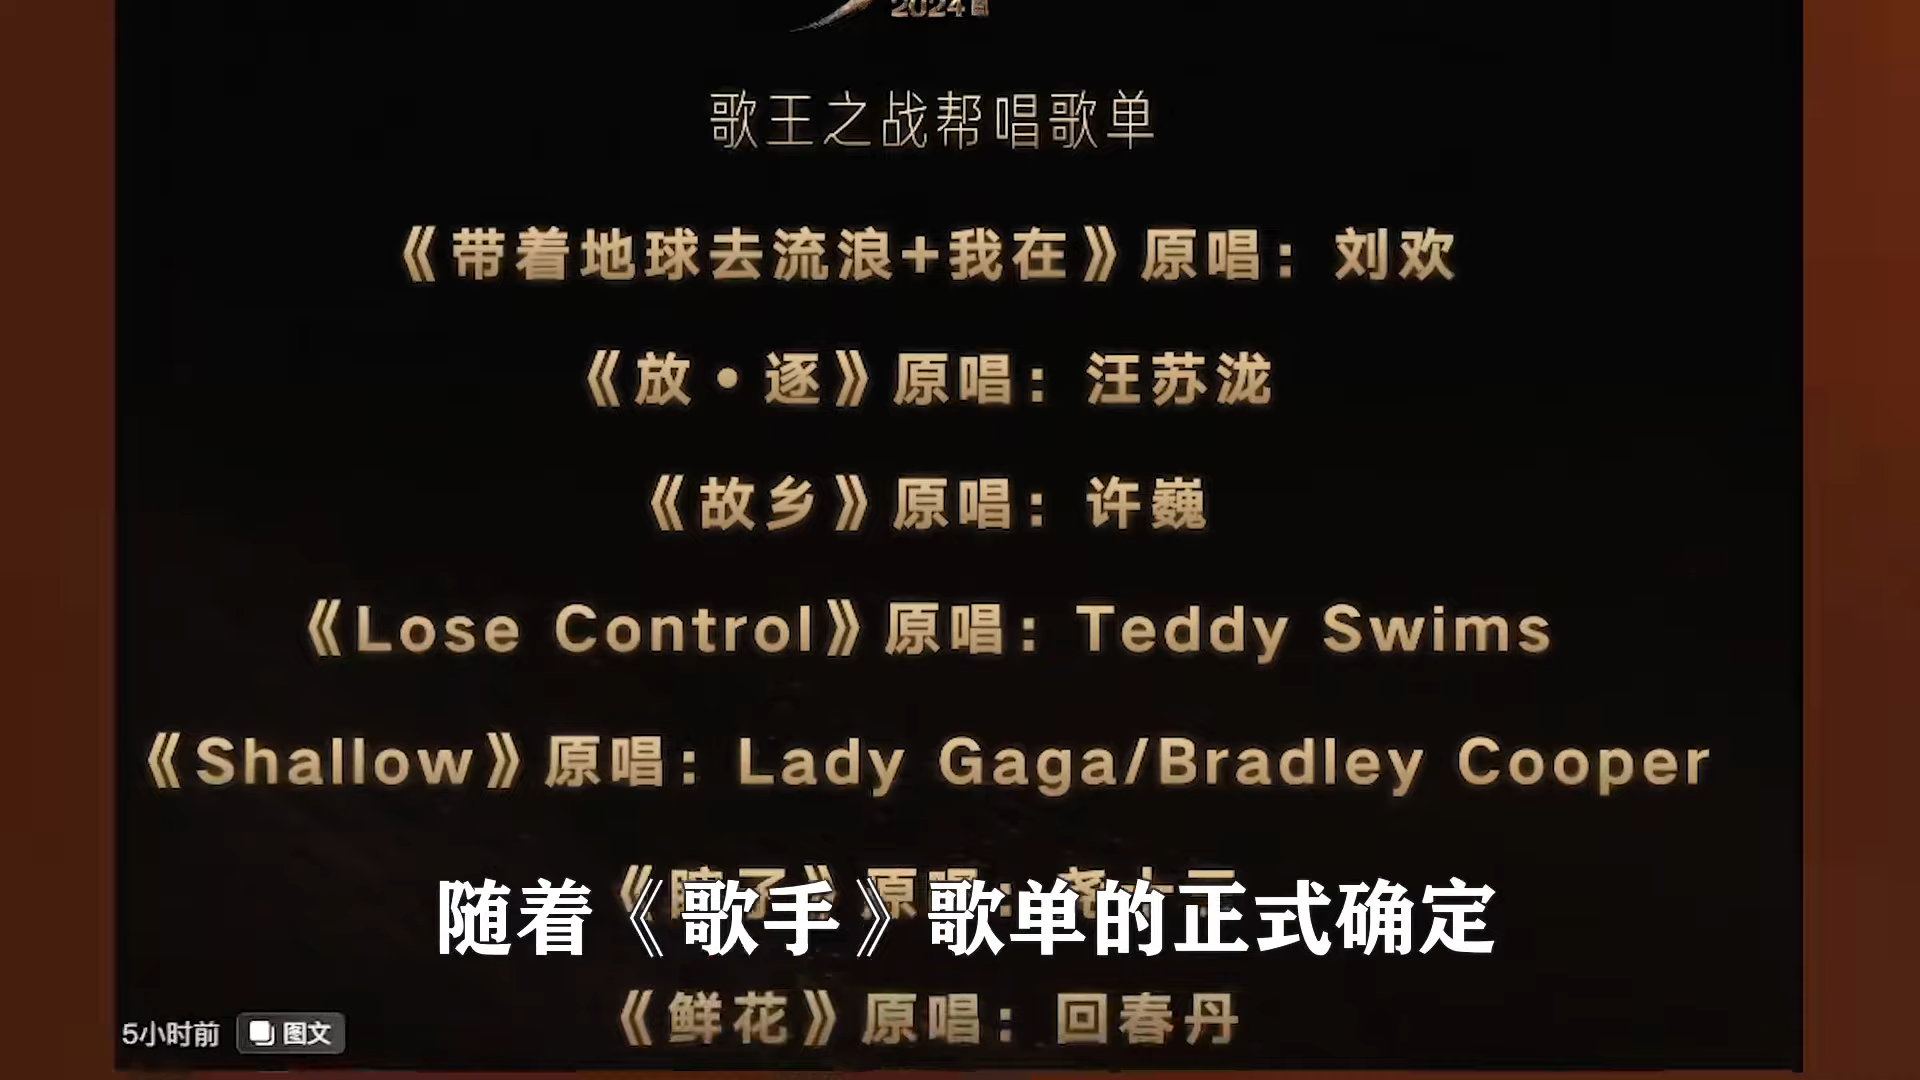 2024
歌王之战帮唱歌单
《带着地球去流浪+我在》原唱：刘欢
《放·逐》原唱：汪苏泷
《故乡》原唱：许巍
《Lose Control》原唱：Teddy Swims
《Shallow》原唱：Lady Gaga/Bradley Cooper
随着《歌手》歌单的正式确定
《鲜花》原唱：回春丹
5小时前 图文